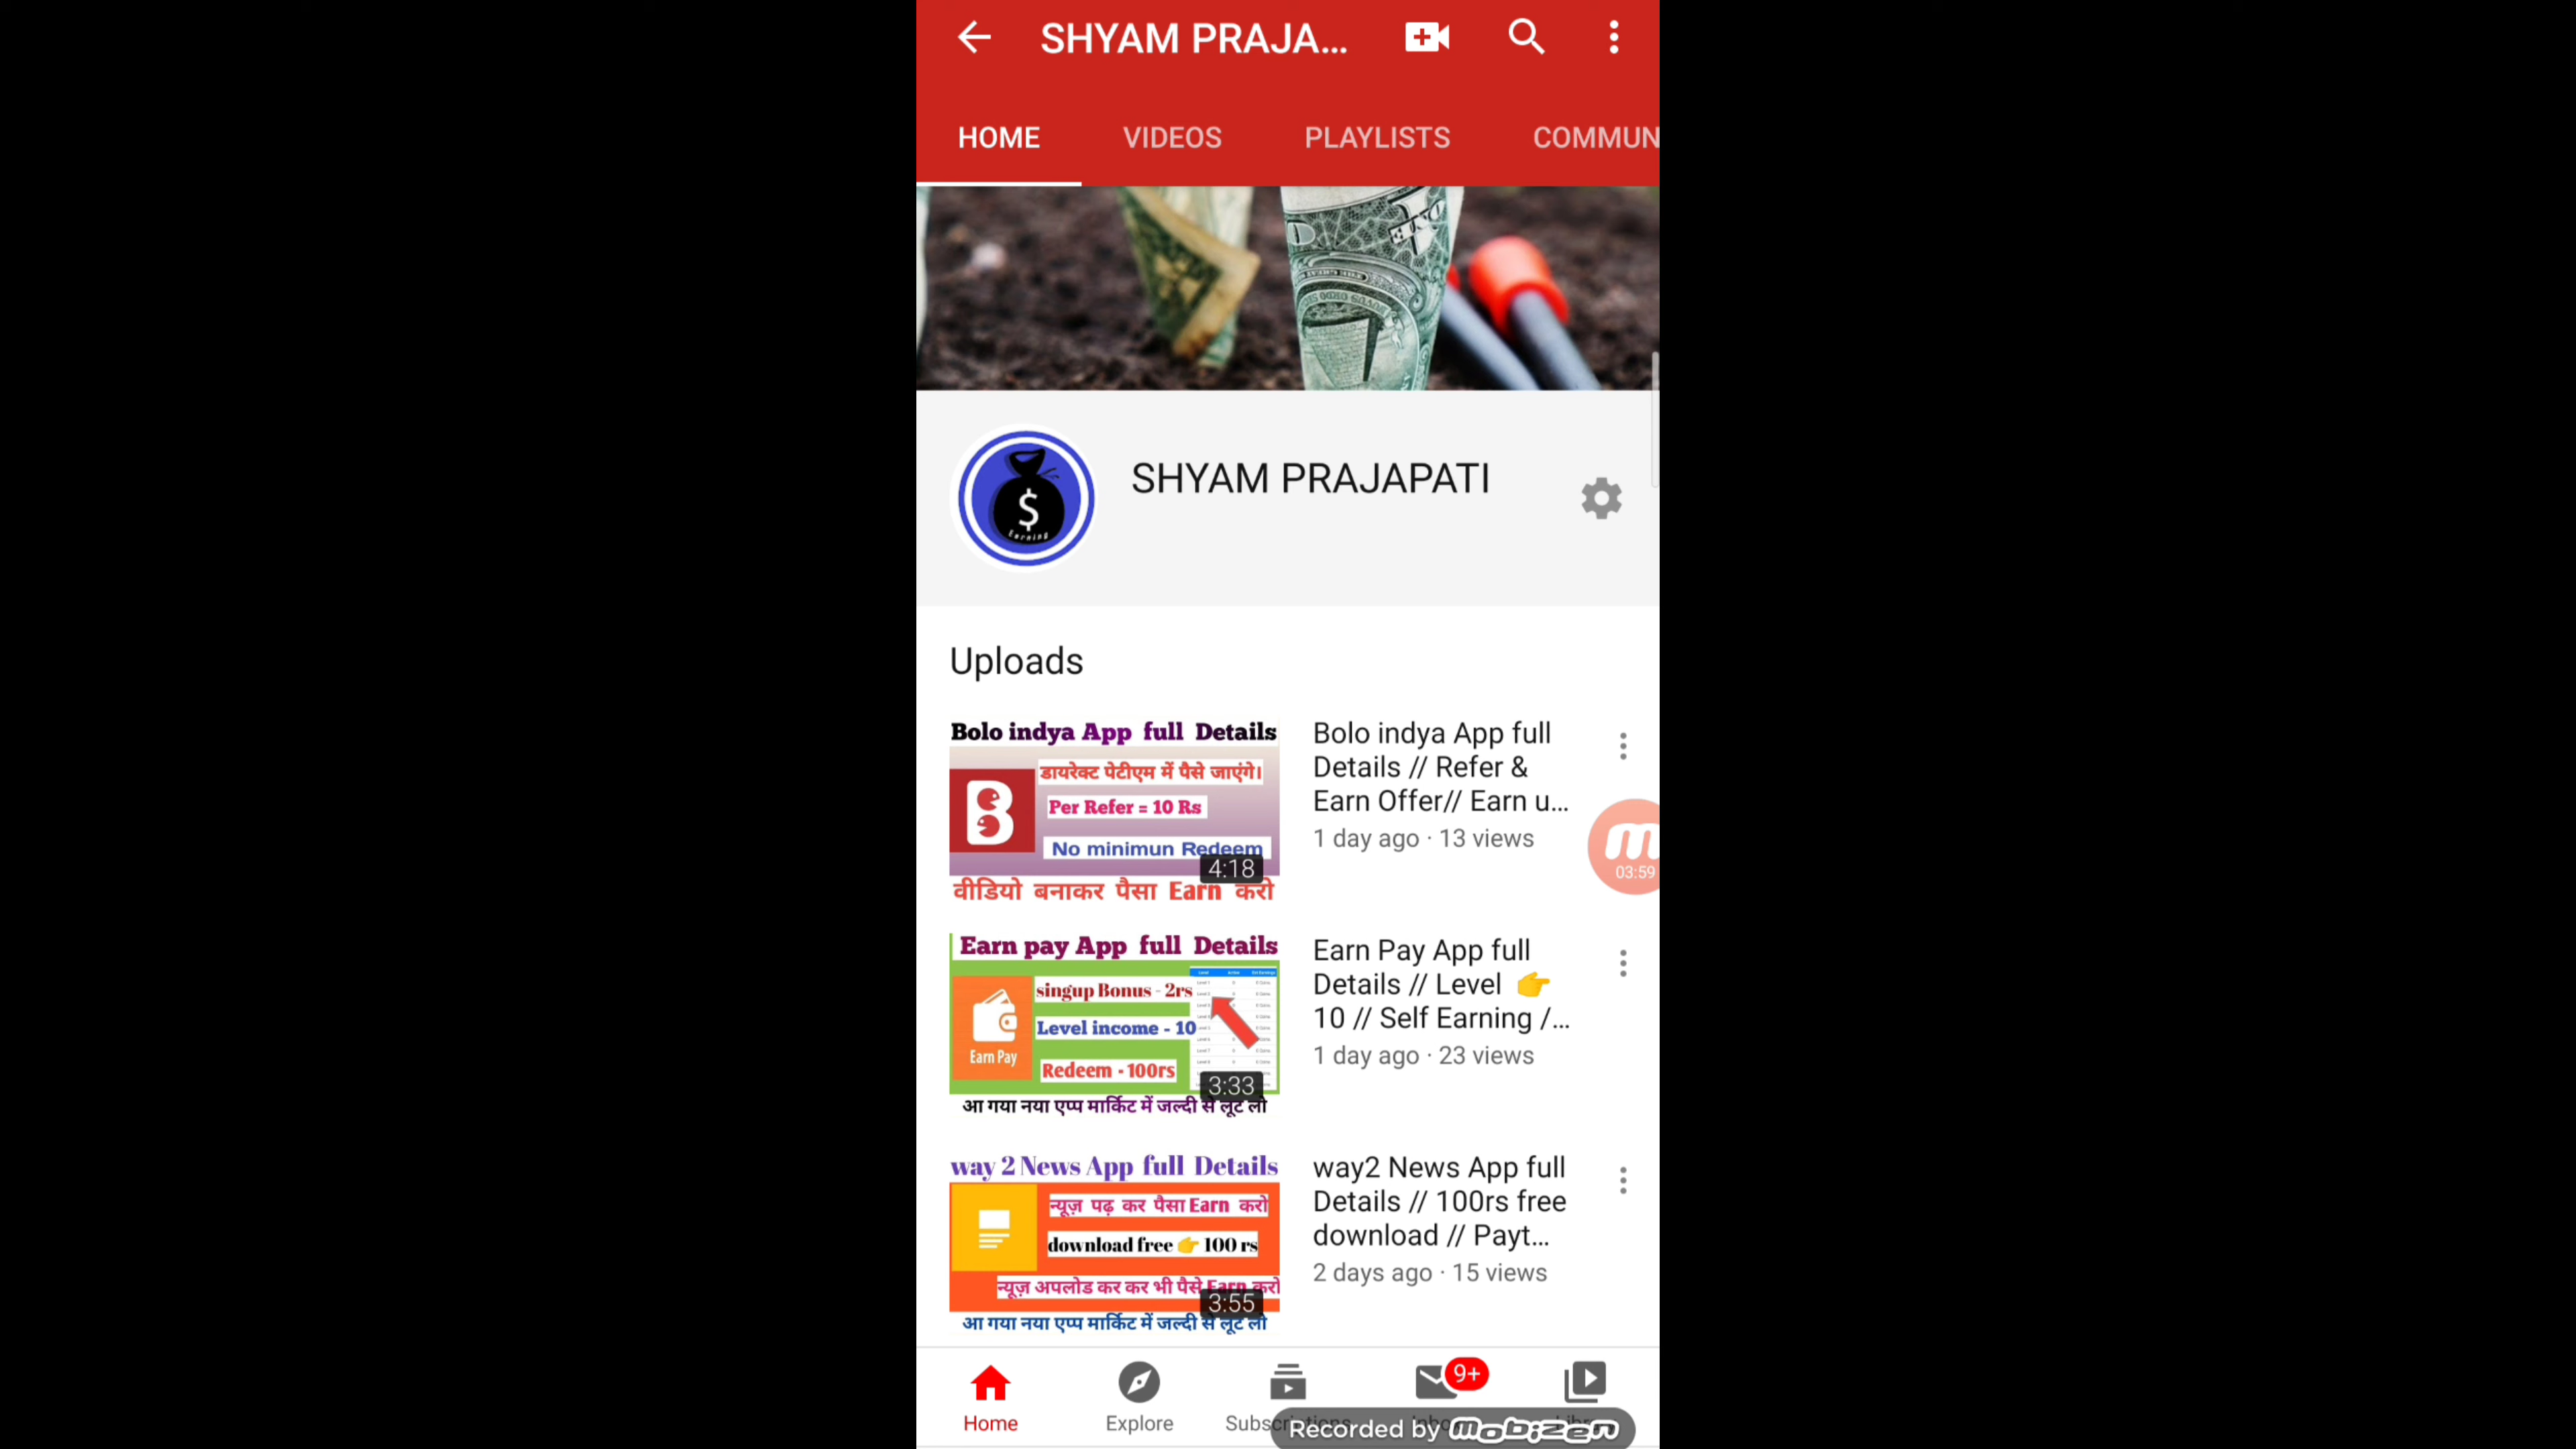 SHYAM PRAJA...
HOME VIDEOS PLAYLISTS COMMUN
$
Earning
SHYAM PRAJAPATI
Uploads
Bolo indya App full Details
डायरेक्ट पेटीएम में पैसे जाएंगे।
Per Refer = 10 Rs
No minimun Redeem
4:18
वीडियो बनाकर पैसा Earn करो
Bolo indya App full
Details // Refer &
Earn Offer// Earn u...
1 day ago · 13 views
03:59
Earn pay App full Details
singup Bonus - 2rs
Level income - 10
Earn Pay
Redeem - 100rs
3:33
आ गया नया एप्प मार्किट में जल्दी से लूट लो
Earn Pay App full
Details // Level 👉
10 // Self Earning /...
1 day ago · 23 views
way 2 News App full Details
न्यूज़ पढ़ कर पैसा Earn करो
download free 👉 100 rs
न्यूज़ अपलोड कर कर भी पैसे Earn करो
3:55
आ गया नया एप्प मार्किट में जल्दी से लूट लो
way2 News App full
Details // 100rs free
download // Payt...
2 days ago · 15 views
9+
Home Explore Subscriptions
Recorded by mobizen